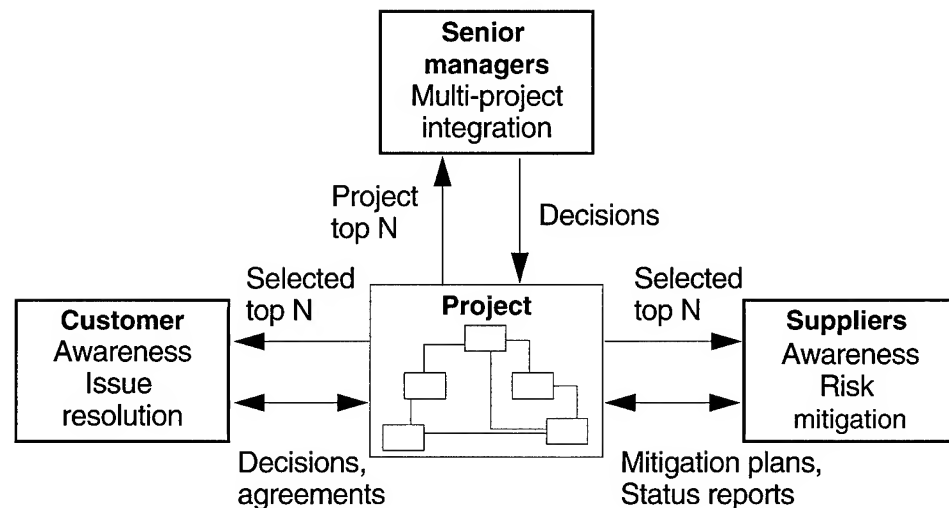 Senior
managers
Multi-project
integration
Project
top N
Decisions
Selected
top N
Selected
top N
Project
Customer
Awareness
Issue
resolution
Suppliers
Awareness
Risk
mitigation
Decisions,
agreements
Mitigation plans,
Status reports